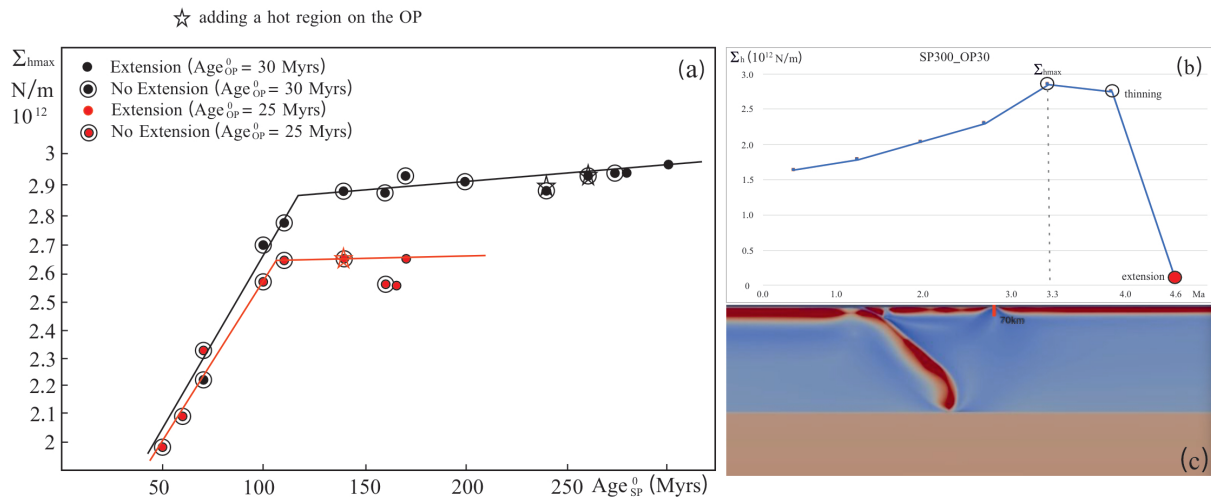 ☆ adding a hot region on the OP
Σhmax
N/m
10¹²
Extension (Age⁰OP = 30 Myrs)
No Extension (Age⁰OP = 30 Myrs)
Extension (Age⁰OP = 25 Myrs)
No Extension (Age⁰OP = 25 Myrs)
(a)
3
2.9
2.8
2.7
2.6
2.5
2.3
2.2
2.1
2
50 100 150 200 250 Age⁰SP (Myrs)
Σh (10¹² N/m) SP300_OP30 (b)
Σhmax
thinning
extension
3.0
2.5
2.0
1.5
1.0
0.5
0
0.0 1.0 2.0 3.0 3.3 4.0 4.6 Ma
70km
(c)